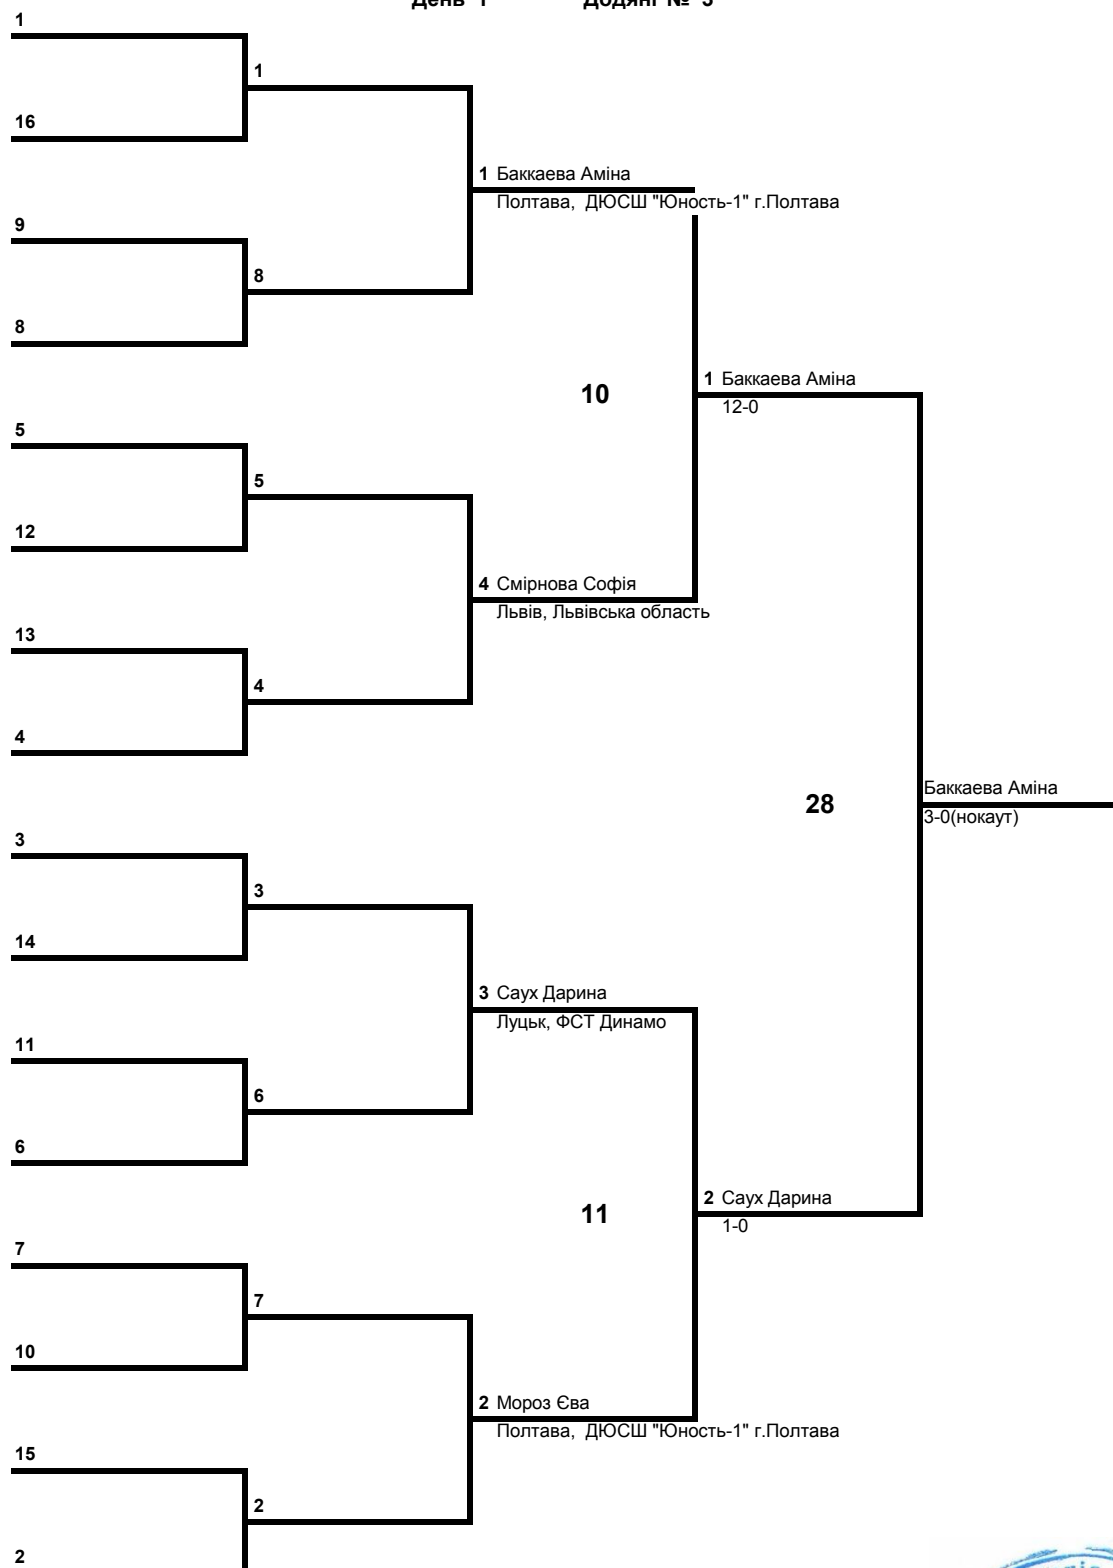 День 1 Додянг № 3
1
1
16
1 Баккаева Аміна
Полтава, ДЮСШ "Юность-1" г.Полтава
9
8
8
1 Баккаева Аміна
10
12-0
5
5
12
4 Смірнова Софія
Львів, Львівська область
13
4
4
Баккаева Аміна
28
3-0(нокаут)
3
3
14
3 Саух Дарина
Луцьк, ФСТ Динамо
11
6
6
2 Саух Дарина
11
1-0
7
7
10
2 Мороз Єва
Полтава, ДЮСШ "Юность-1" г.Полтава
15
2
2